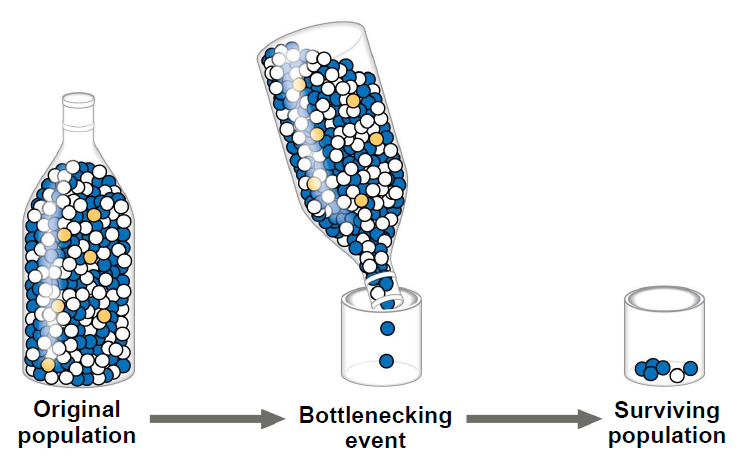 Original
population
Bottlenecking
event
Surviving
population